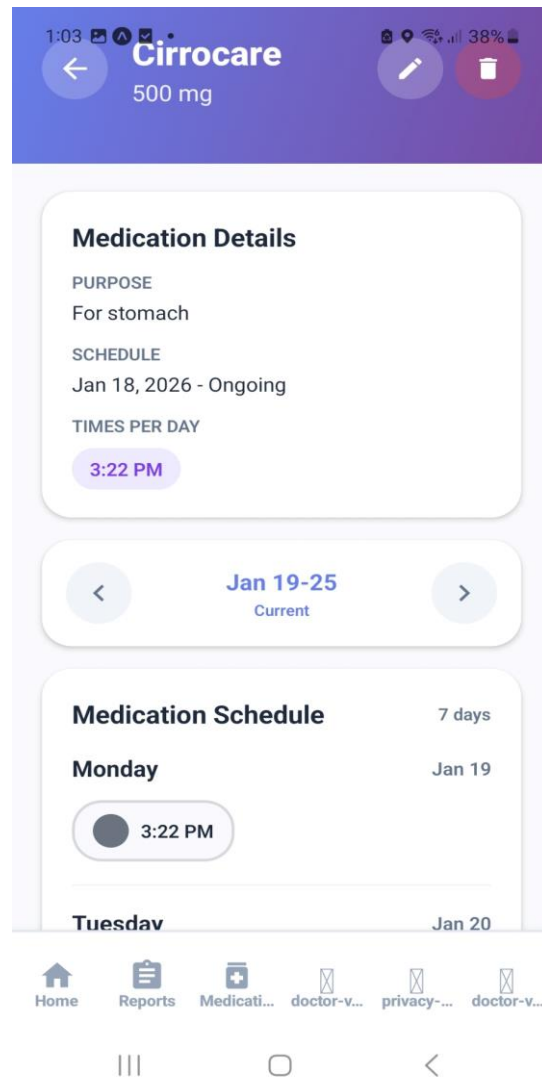 1:03
38%
Cirrocare
500 mg
Medication Details
PURPOSE
For stomach
SCHEDULE
Jan 18, 2026 - Ongoing
TIMES PER DAY
3:22 PM
Jan 19-25
Current
Medication Schedule
7 days
Monday
Jan 19
3:22 PM
Tuesday
Jan 20
Home
Reports
Medicati...
doctor-v...
privacy-...
doctor-v...